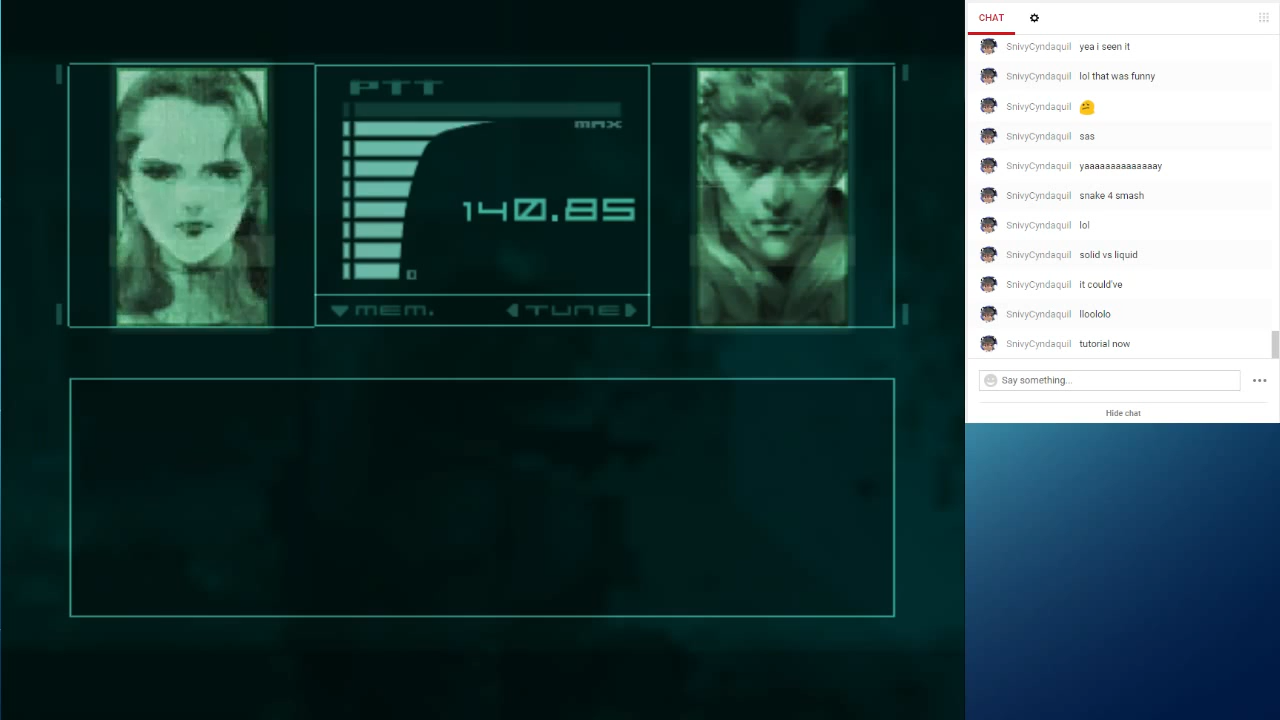 PTT
MAX
140.85
MEM.
TUNE
CHAT
SnivyCyndaquil yea i seen it
SnivyCyndaquil lol that was funny
SnivyCyndaquil
SnivyCyndaquil sas
SnivyCyndaquil yaaaaaaaaaaaaaay
SnivyCyndaquil snake 4 smash
SnivyCyndaquil lol
SnivyCyndaquil solid vs liquid
SnivyCyndaquil it could've
SnivyCyndaquil lloololo
SnivyCyndaquil tutorial now
Say something...
Hide chat